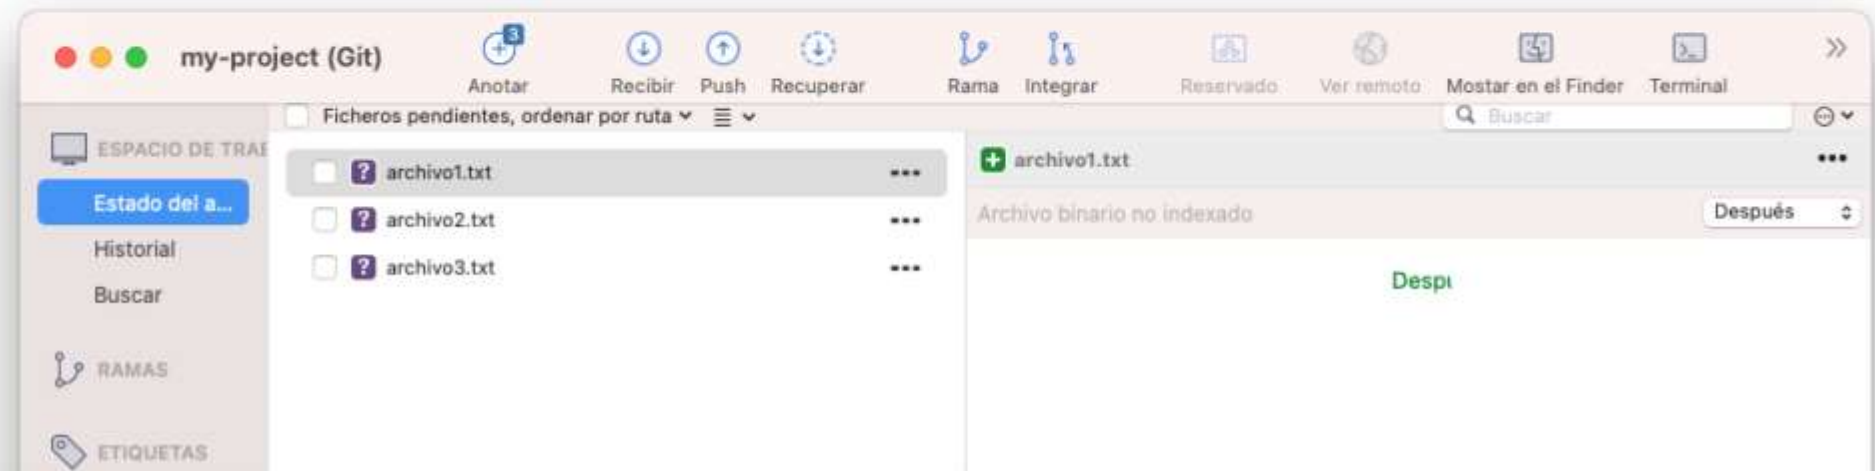 my-project (Git)
3
Anotar Recibir Push Recuperar Rama Integrar Reservado Ver remoto Mostar en el Finder Terminal
ESPACIO DE TRAE
Estado del a...
Historial
Buscar
RAMAS
ETIQUETAS
Ficheros pendientes, ordenar por ruta
Buscar
archivo1.txt
archivo2.txt
archivo3.txt
archivo1.txt
Archivo binario no indexado
Después
Despu